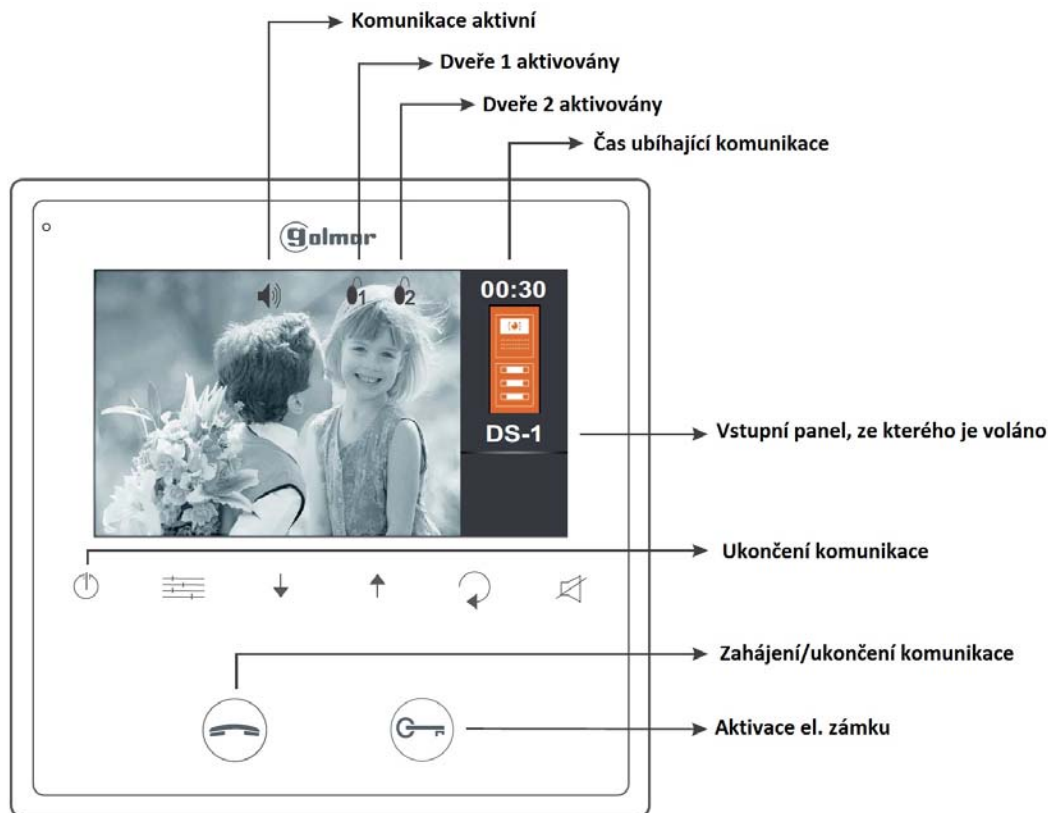 Komunikace aktivní
Dveře 1 aktivovány
Dveře 2 aktivovány
Čas ubíhající komunikace
golmar
1
2
00:30
DS-1
Vstupní panel, ze kterého je voláno
Ukončení komunikace
Zahájení/ukončení komunikace
Aktivace el. zámku